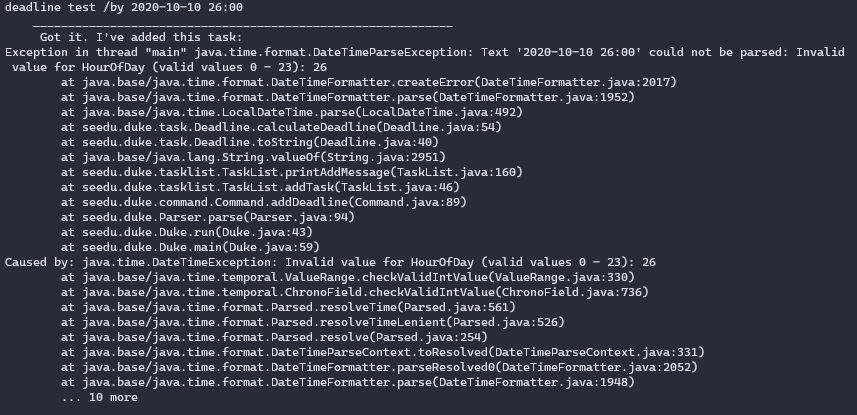 deadline test /by 2020-10-10 26:00
____________________________________________________________
Got it. I've added this task:
Exception in thread "main" java.time.format.DateTimeParseException: Text '2020-10-10 26:00' could not be parsed: Invalid
value for HourOfDay (valid values 0 - 23): 26
at java.base/java.time.format.DateTimeFormatter.createError(DateTimeFormatter.java:2017)
at java.base/java.time.format.DateTimeFormatter.parse(DateTimeFormatter.java:1952)
at java.base/java.time.LocalDateTime.parse(LocalDateTime.java:492)
at seedu.duke.task.Deadline.calculateDeadline(Deadline.java:54)
at seedu.duke.task.Deadline.toString(Deadline.java:40)
at java.base/java.lang.String.valueOf(String.java:2951)
at seedu.duke.tasklist.TaskList.printAddMessage(TaskList.java:160)
at seedu.duke.tasklist.TaskList.addTask(TaskList.java:46)
at seedu.duke.command.Command.addDeadline(Command.java:89)
at seedu.duke.Parser.parse(Parser.java:94)
at seedu.duke.Duke.run(Duke.java:43)
at seedu.duke.Duke.main(Duke.java:59)
Caused by: java.time.DateTimeException: Invalid value for HourOfDay (valid values 0 - 23): 26
at java.base/java.time.temporal.ValueRange.checkValidIntValue(ValueRange.java:330)
at java.base/java.time.temporal.ChronoField.checkValidIntValue(ChronoField.java:736)
at java.base/java.time.format.Parsed.resolveTime(Parsed.java:561)
at java.base/java.time.format.Parsed.resolveTimeLenient(Parsed.java:526)
at java.base/java.time.format.Parsed.resolve(Parsed.java:254)
at java.base/java.time.format.DateTimeParseContext.toResolved(DateTimeParseContext.java:331)
at java.base/java.time.format.DateTimeFormatter.parseResolved0(DateTimeFormatter.java:2052)
at java.base/java.time.format.DateTimeFormatter.parse(DateTimeFormatter.java:1948)
... 10 more